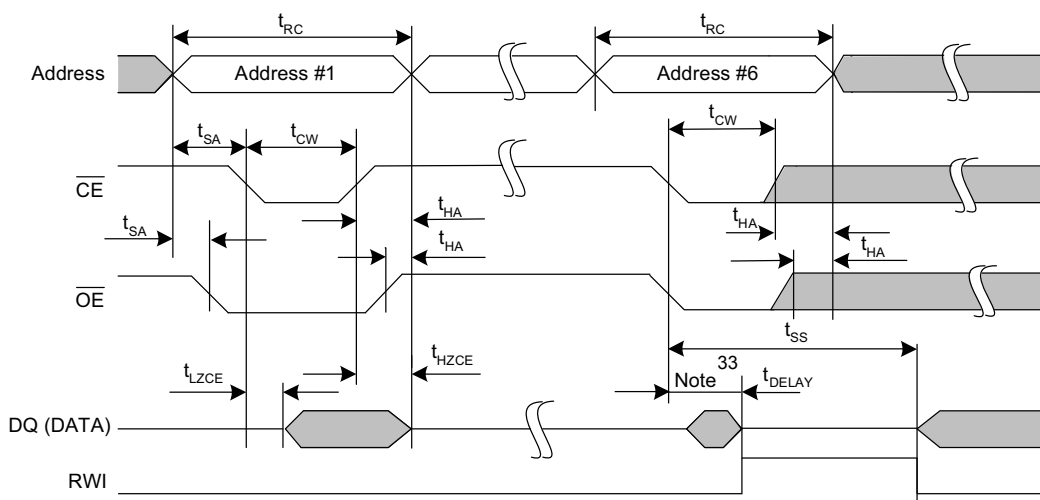 tRC tRC
Address Address #1 Address #6
tCW
tSA tCW
CE
tSA tHA tHA
tHA tHA
OE
tSS
33
tLZCE tHZCE Note tDELAY
DQ (DATA)
RWI